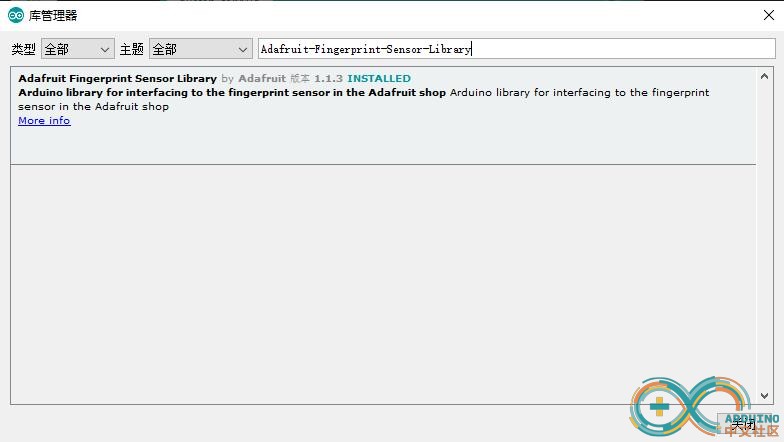 库管理器
类型 全部 主题 全部 Adafruit-Fingerprint-Sensor-Library
Adafruit Fingerprint Sensor Library by Adafruit 版本 1.1.3 INSTALLED
Arduino library for interfacing to the fingerprint sensor in the Adafruit shop Arduino library for interfacing to the fingerprint
sensor in the Adafruit shop
More info
ARDUINO
中文社区
关闭